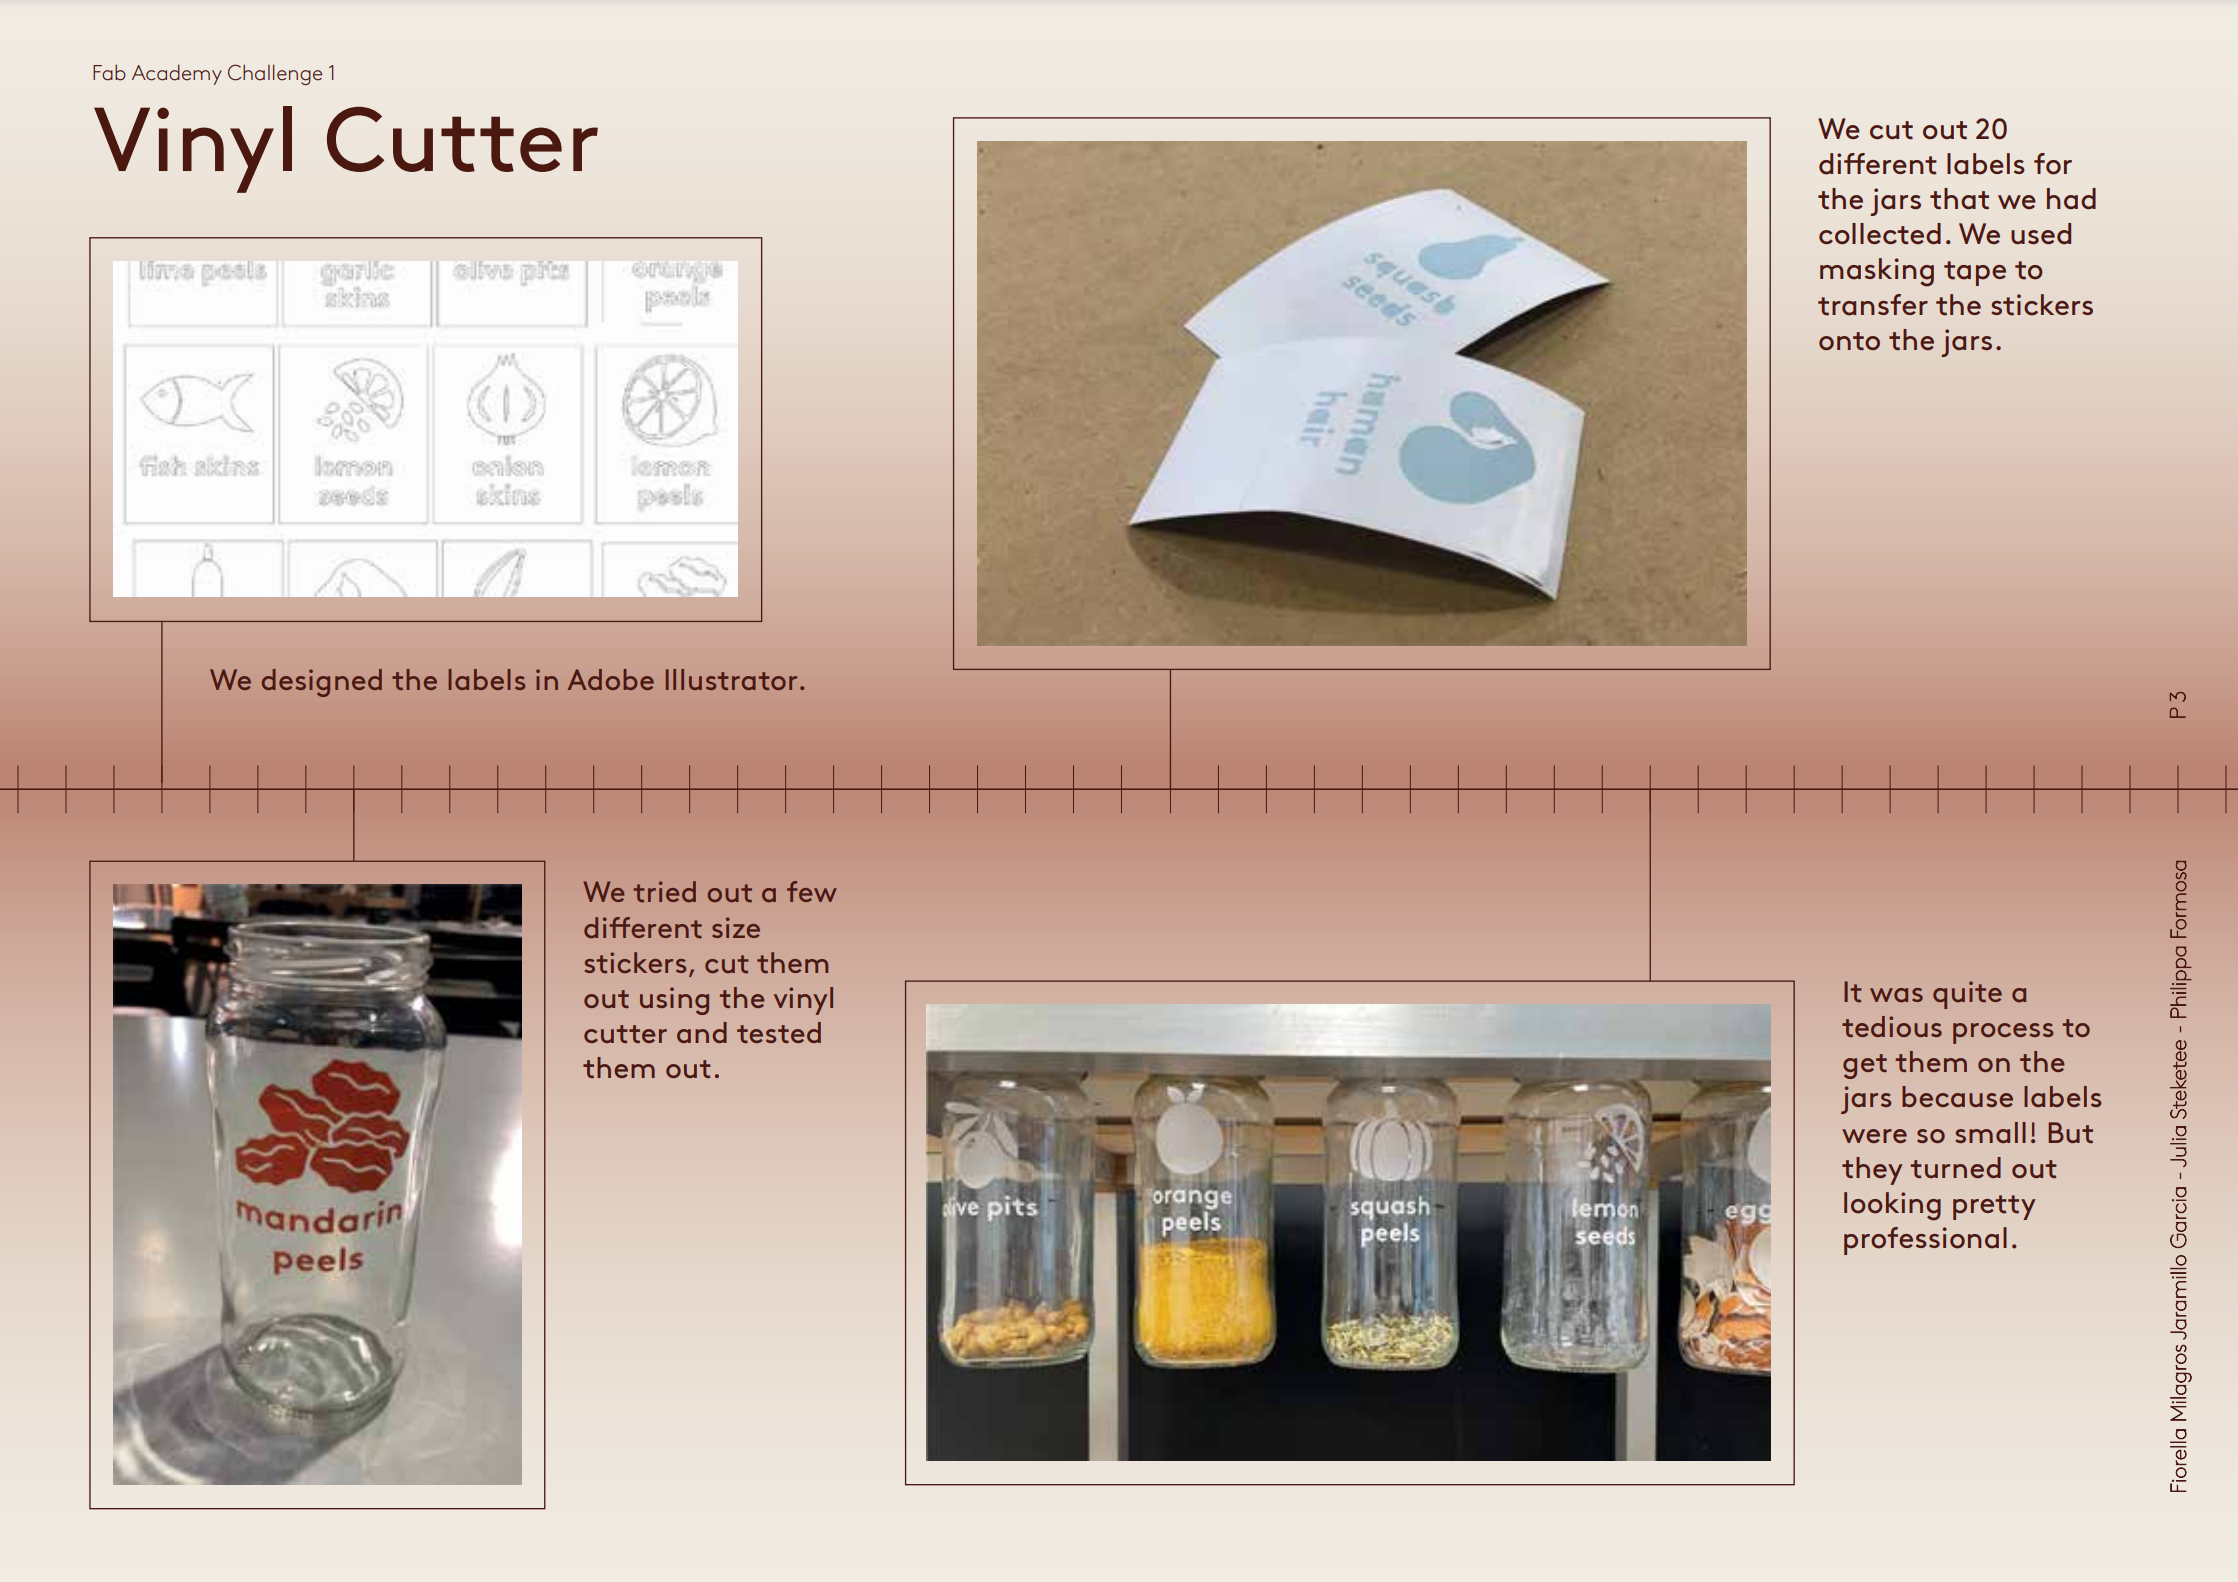 Fab Academy Challenge 1
Vinyl Cutter
lime peels
garlic
skins
olive pits
orange
peels
fish skins
lemon
seeds
onion
skins
lemon
peels
We designed the labels in Adobe Illustrator.
squash
seeds
human
hair
We cut out 20
different labels for
the jars that we had
collected. We used
masking tape to
transfer the stickers
onto the jars.
P 3
mandarin
peels
We tried out a few
different size
stickers, cut them
out using the vinyl
cutter and tested
them out.
live pits
orange
peels
squash
peels
lemon
seeds
egg
It was quite a
tedious process to
get them on the
jars because labels
were so small! But
they turned out
looking pretty
professional.
Fiorella Milagros Jaramillo Garcia - Julia Steketee - Philippa Formosa